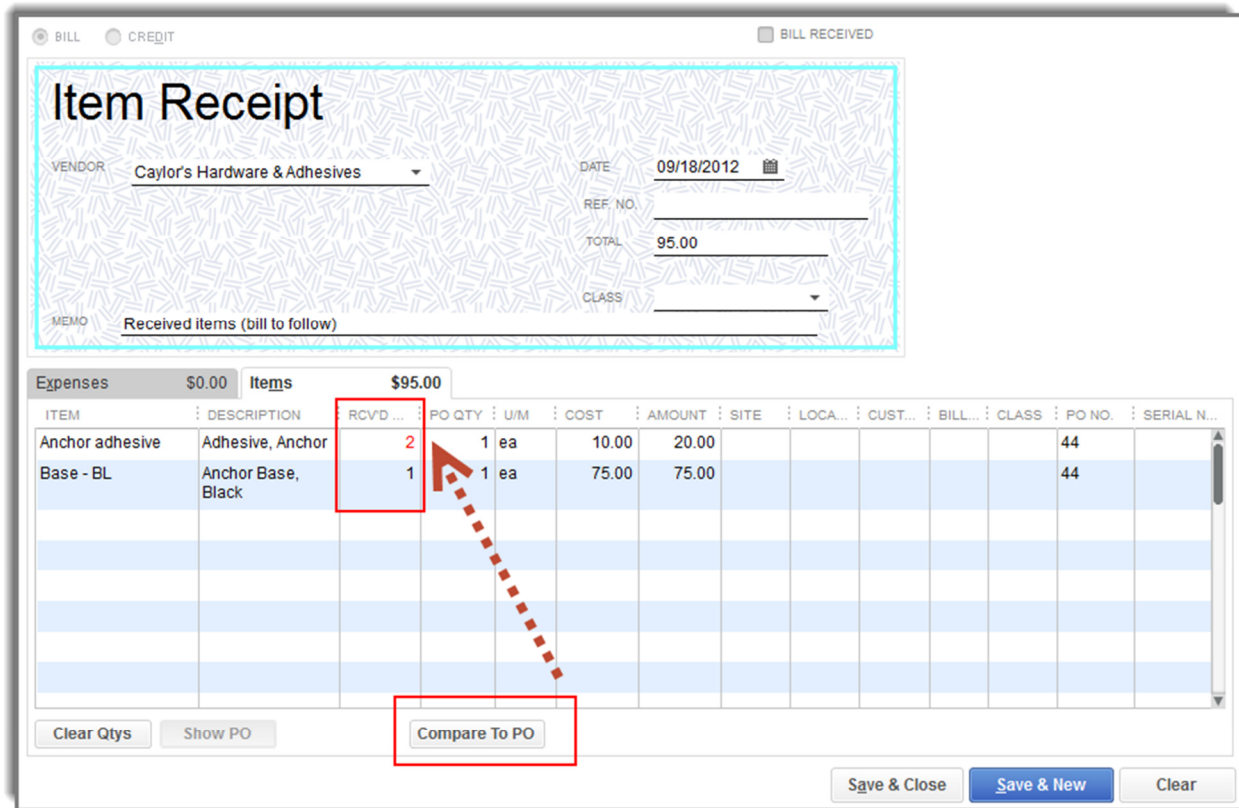 BILL CREDIT BILL RECEIVED
Item Receipt
VENDOR Caylor's Hardware & Adhesives DATE 09/18/2012
REF. NO.
TOTAL 95.00
CLASS
MEMO Received items (bill to follow)
Expenses $0.00 Items $95.00
ITEM DESCRIPTION RCV'D ... PO QTY U/M COST AMOUNT SITE LOCA... CUST... BILL... CLASS PO NO. SERIAL N...
Anchor adhesive Adhesive, Anchor 2 1 ea 10.00 20.00 44
Base - BL Anchor Base, 1 1 ea 75.00 75.00 44
Black
Clear Qtys Show PO Compare To PO
Save & Close Save & New Clear